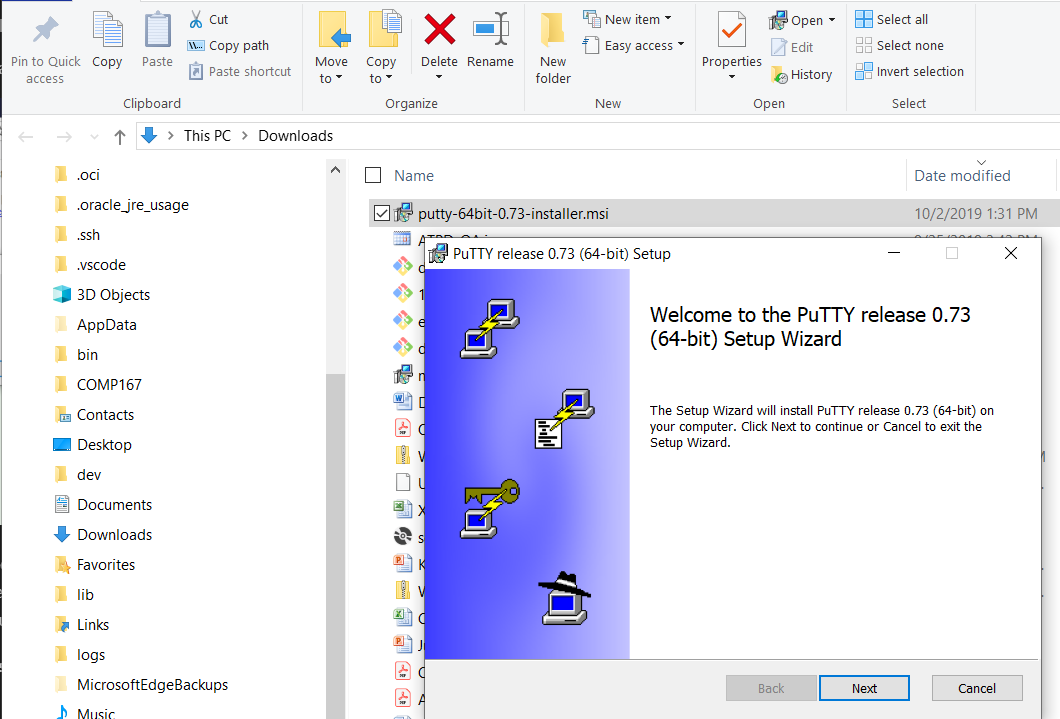 Pin to Quick access
Copy
Paste
Cut
Copy path
Paste shortcut
Clipboard
Move to
Copy to
Delete
Rename
Organize
New folder
New item
Easy access
New
Properties
Open
Edit
History
Open
Select all
Select none
Invert selection
Select
This PC > Downloads
.oci
.oracle_jre_usage
.ssh
.vscode
3D Objects
AppData
bin
COMP167
Contacts
Desktop
dev
Documents
Downloads
Favorites
lib
Links
logs
MicrosoftEdgeBackups
Music
Name
Date modified
putty-64bit-0.73-installer.msi
10/2/2019 1:31 PM
PuTTY release 0.73 (64-bit) Setup
Welcome to the PuTTY release 0.73
(64-bit) Setup Wizard
The Setup Wizard will install PuTTY release 0.73 (64-bit) on
your computer. Click Next to continue or Cancel to exit the
Setup Wizard.
Back
Next
Cancel